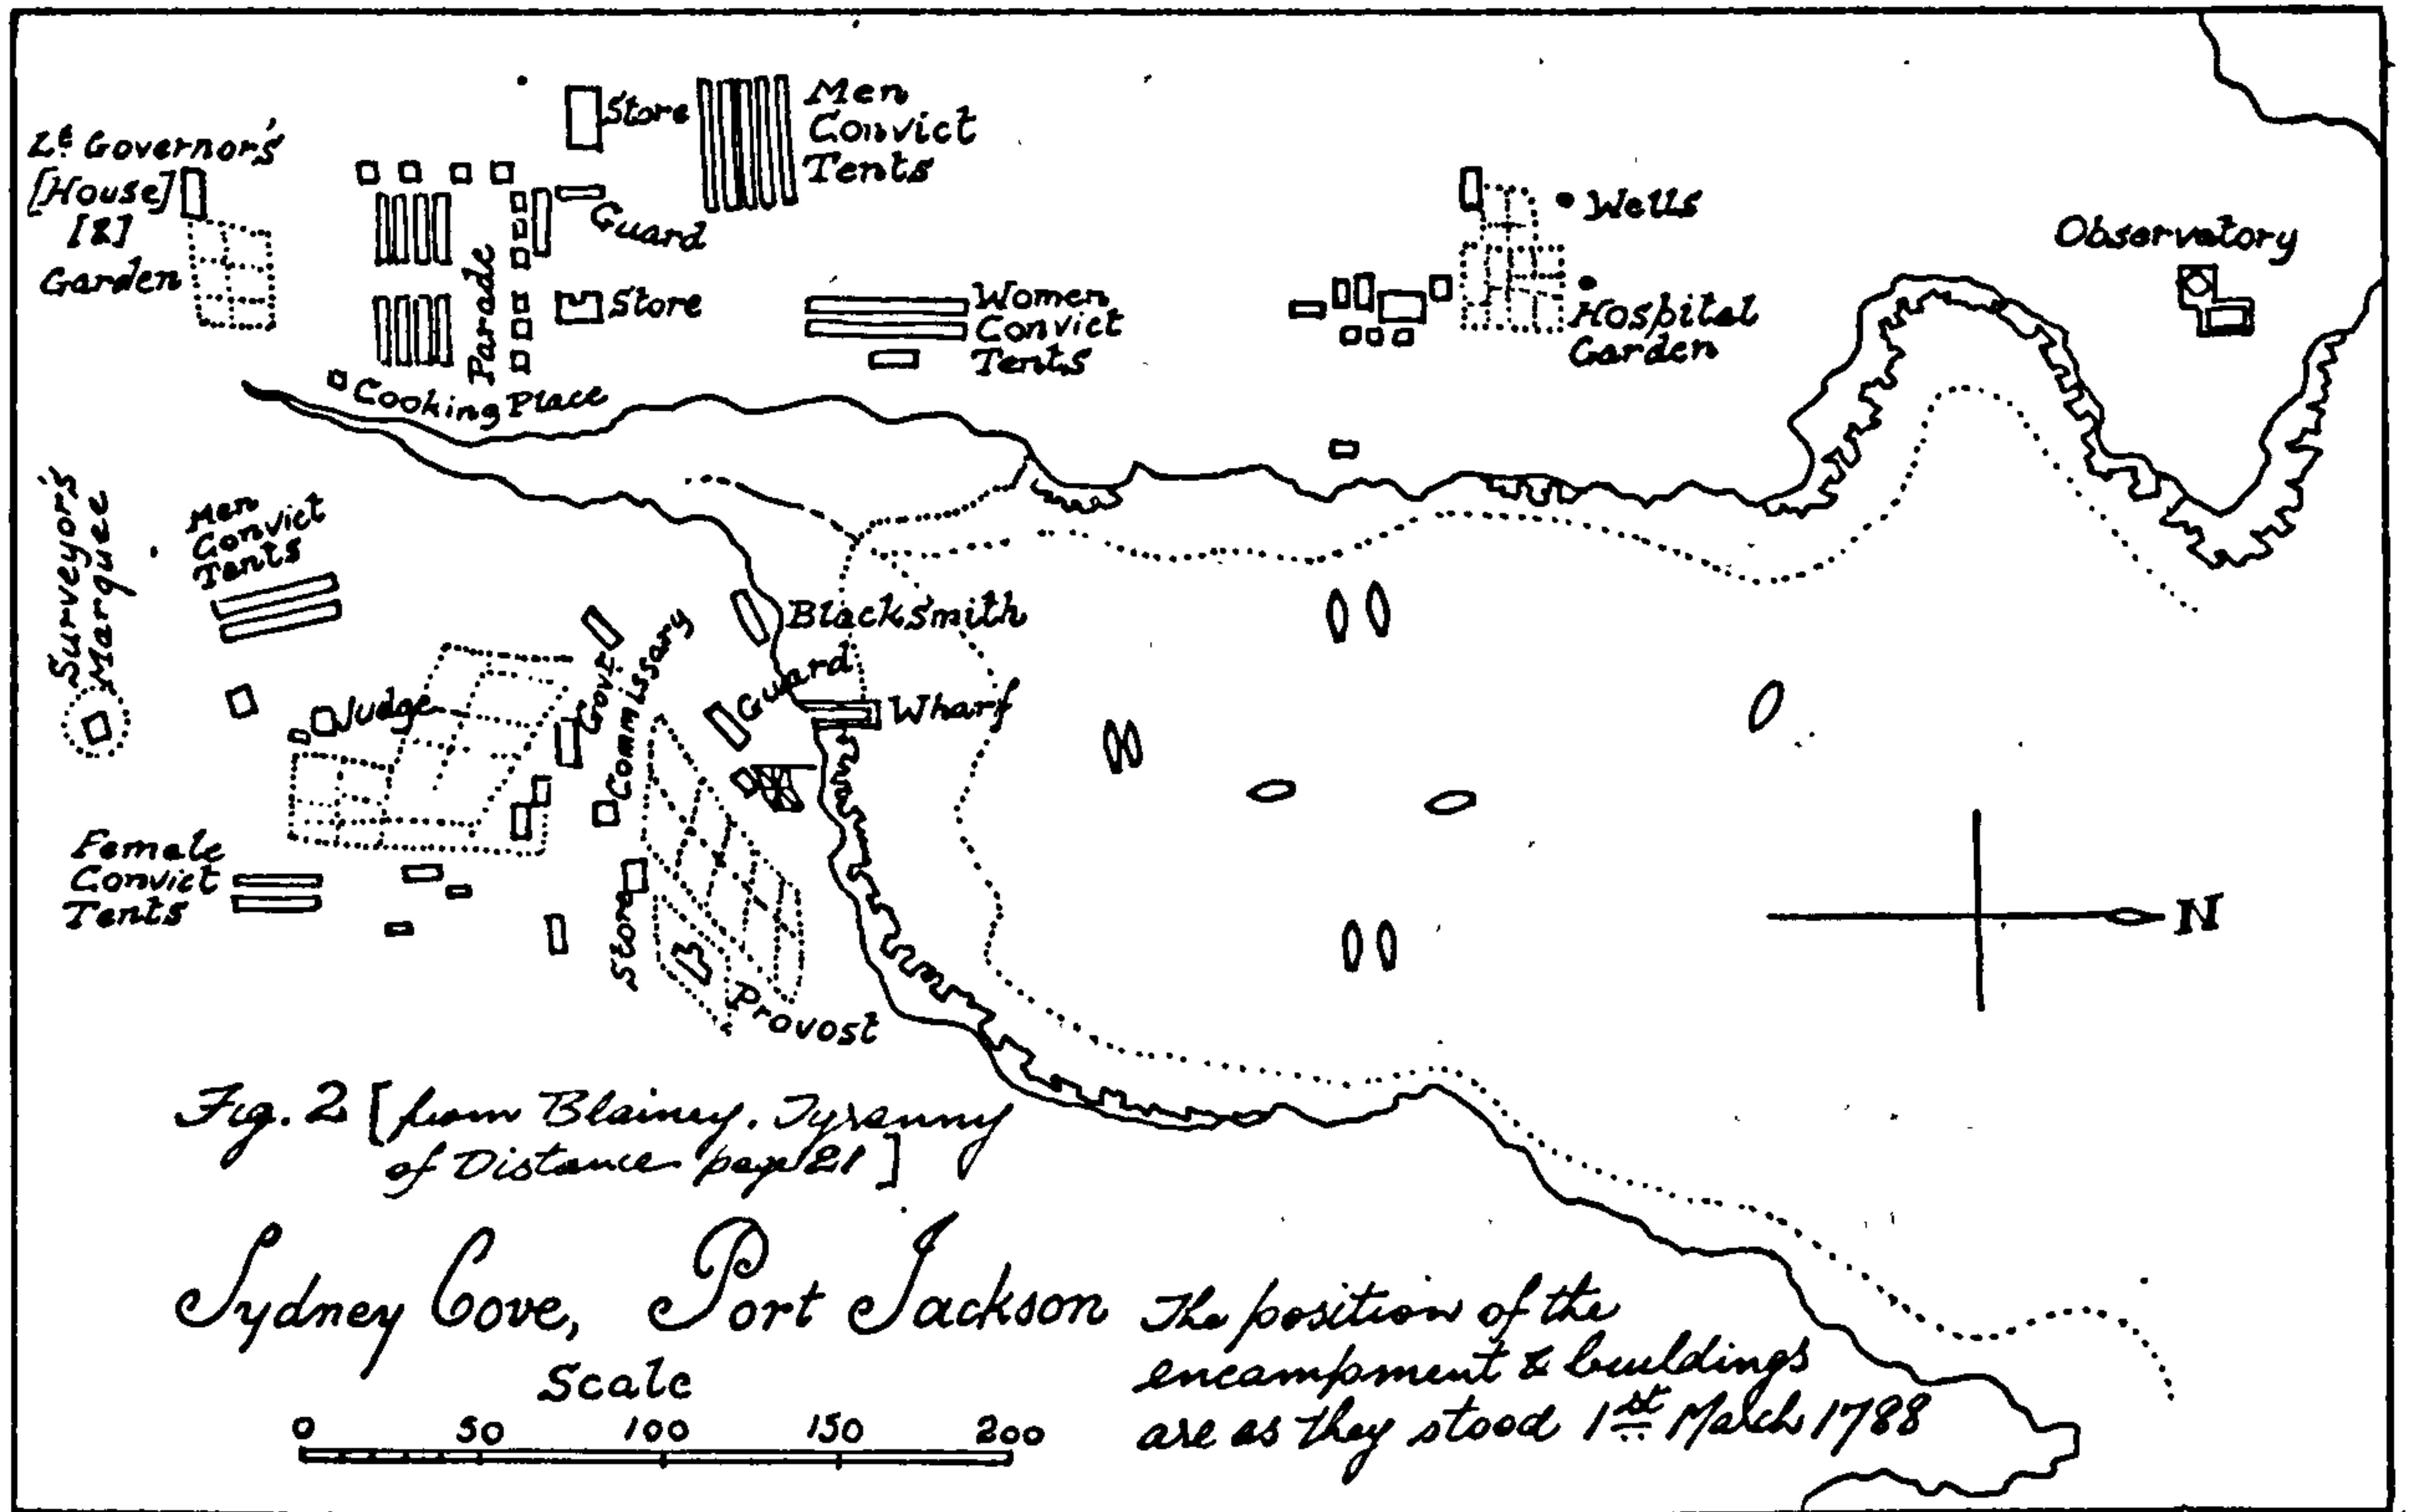 Store
Men
Convict
Tents
Lt Governor's
[House]
[2]
Garden
Guard
Parade
Store
Women
Convict
Tents
Cooking Place
Wells
Hospital
Garden
Observatory
Surveyor's
Marquee
Men
Convict
Tents
Blacksmith
Guard
Wharf
Judge
Govt
Commissary
Female
Convict
Tents
Store
Provost
N
Fig. 2 [from Blainey, Tyranny
of Distance page 21]
Sydney Cove, Port Jackson
The position of the
encampment & buildings
are as they stood 1st March 1788
Scale
0 50 100 150 200